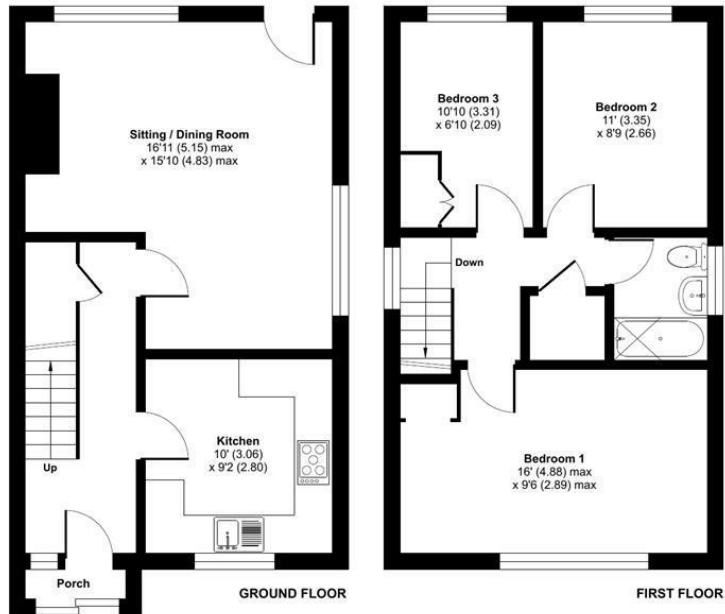 Sitting / Dining Room
16'11 (5.15) max
x 15'10 (4.83) max
Kitchen
10' (3.06)
x 9'2 (2.80)
Up
Porch
GROUND FLOOR
Bedroom 3
10'10 (3.31)
x 6'10 (2.09)
Bedroom 2
11' (3.35)
x 8'9 (2.66)
Down
Bedroom 1
16' (4.88) max
x 9'6 (2.89) max
FIRST FLOOR